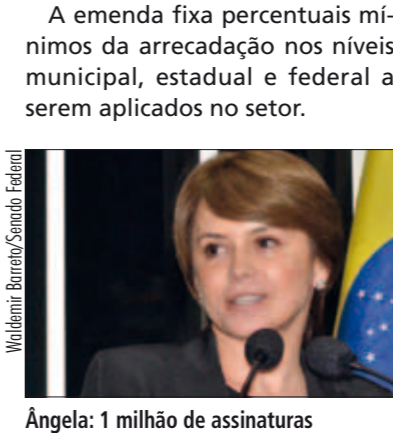 A emenda fixa percentuais mí-
nimos da arrecadação nos níveis
municipal, estadual e federal a
serem aplicados no setor.
Waldemir Barreto/Senado Federal
Ângela: 1 milhão de assinaturas